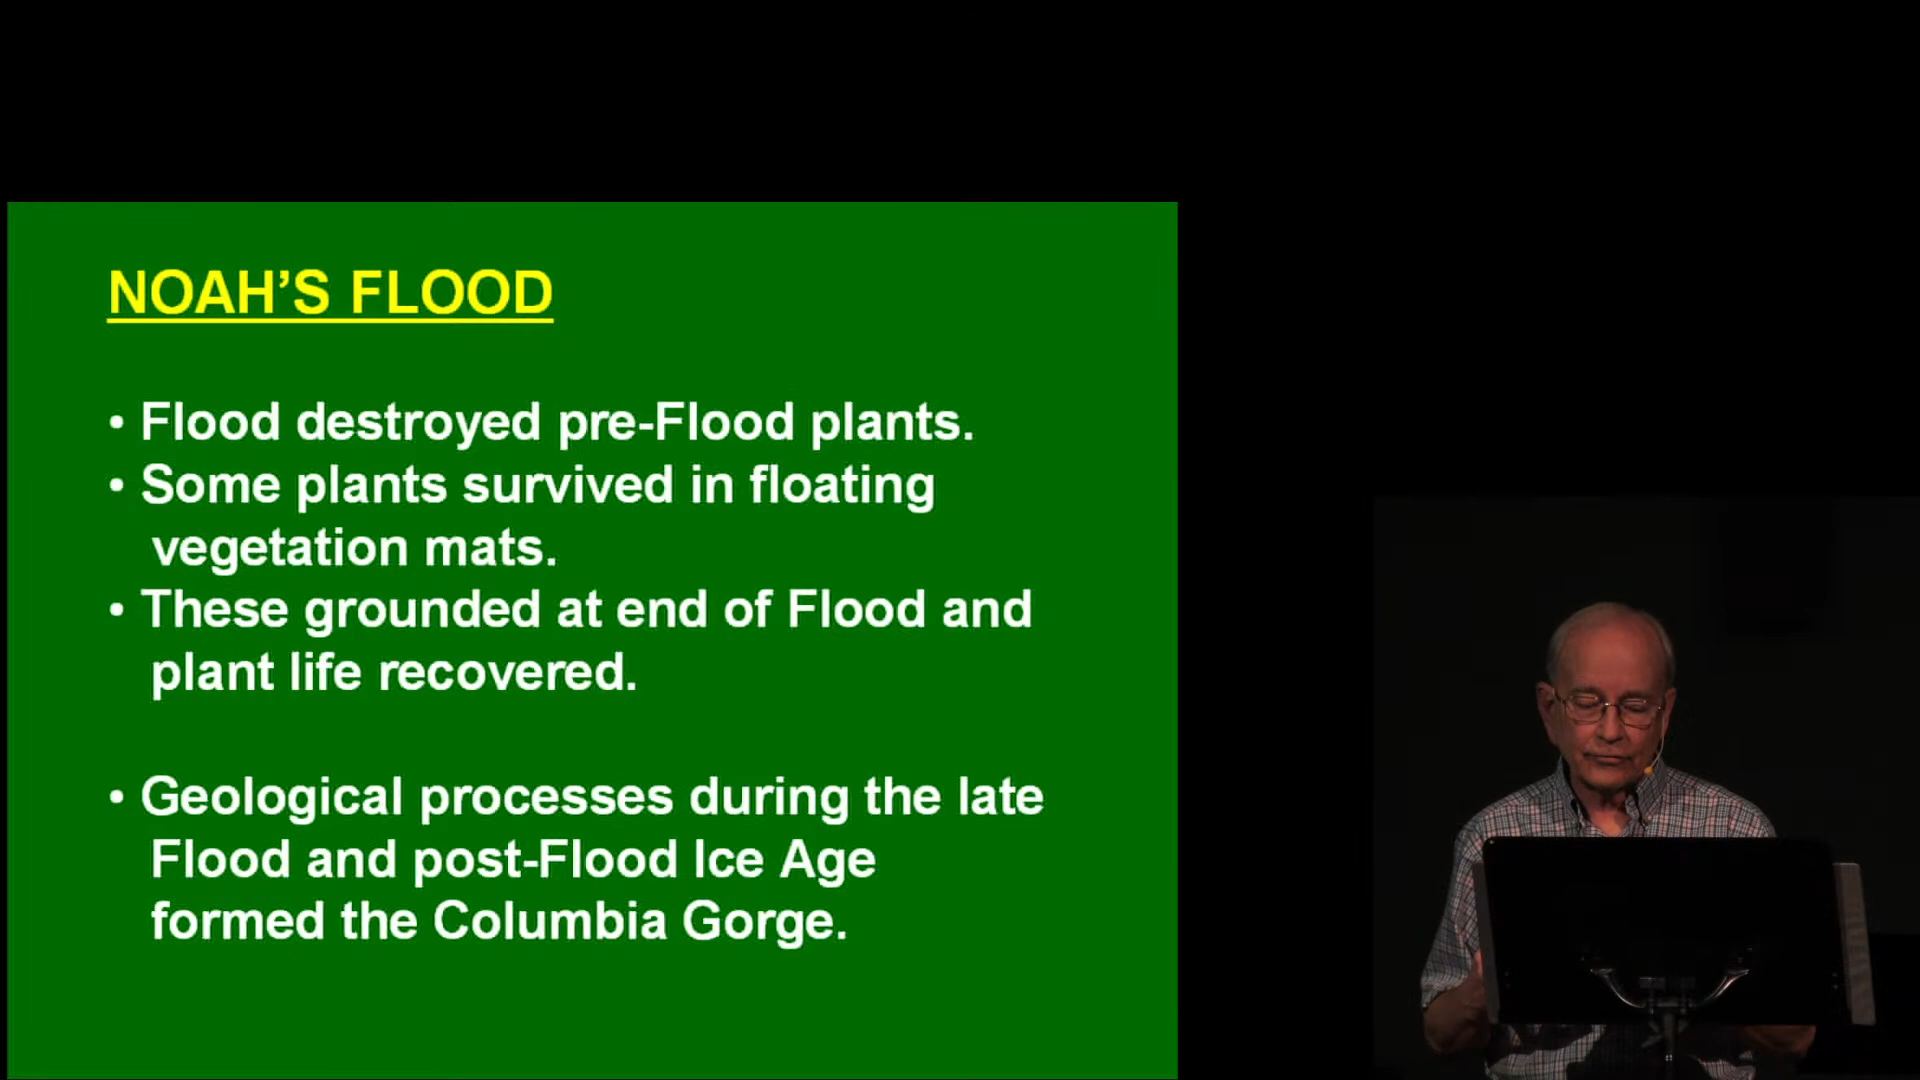 NOAH'S FLOOD
• Flood destroyed pre-Flood plants.
• Some plants survived in floating
vegetation mats.
• These grounded at end of Flood and
plant life recovered.
• Geological processes during the late
Flood and post-Flood Ice Age
formed the Columbia Gorge.